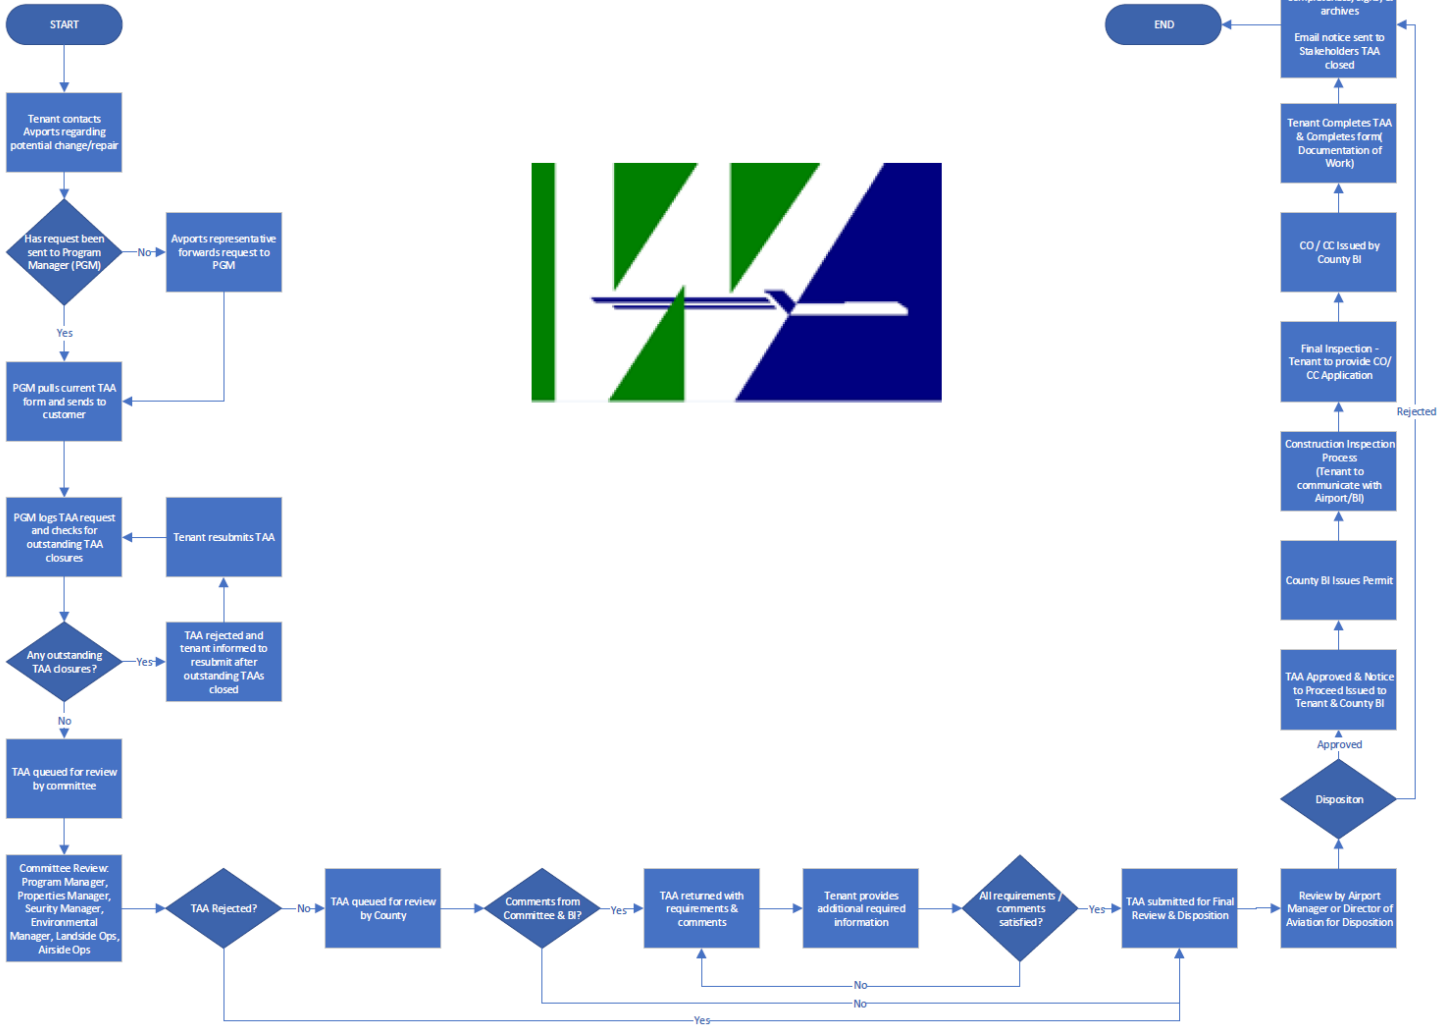 START
Tenant contacts
Avports regarding
potential change/repair
Has request been
sent to Program
Manager (PGM)
No
Avports representative
forwards request to
PGM
Yes
PGM pulls current TAA
form and sends to
customer
PGM logs TAA request
and checks for
outstanding TAA
closures
Tenant resubmits TAA
Any outstanding
TAA closures?
Yes
TAA rejected and
tenant informed to
resubmit after
outstanding TAAs
closed
No
TAA queued for review
by committee
Committee Review:
Program Manager,
Properties Manager,
Seurity Manager,
Environmental
Manager, Landside Ops,
Airside Ops
TAA Rejected?
No
TAA queued for review
by County
Comments from
Committee & BI?
Yes
TAA returned with
requirements &
comments
Tenant provides
additional required
information
All requirements /
comments
satisfied?
Yes
TAA submitted for Final
Review & Disposition
No
No
Yes
Review by Airport
Manager or Director of
Aviation for Disposition
Dispositon
Approved
Rejected
TAA Approved & Notice
to Proceed Issued to
Tenant & County BI
County BI Issues Permit
Construction Inspection
Process
(Tenant to
communicate with
Airport/BI)
Final Inspection -
Tenant to provide CO/
CC Application
CO / CC Issued by
County BI
Tenant Completes TAA
& Completes form(
Documentation of
Work)
archives
Email notice sent to
Stakeholders TAA
closed
END